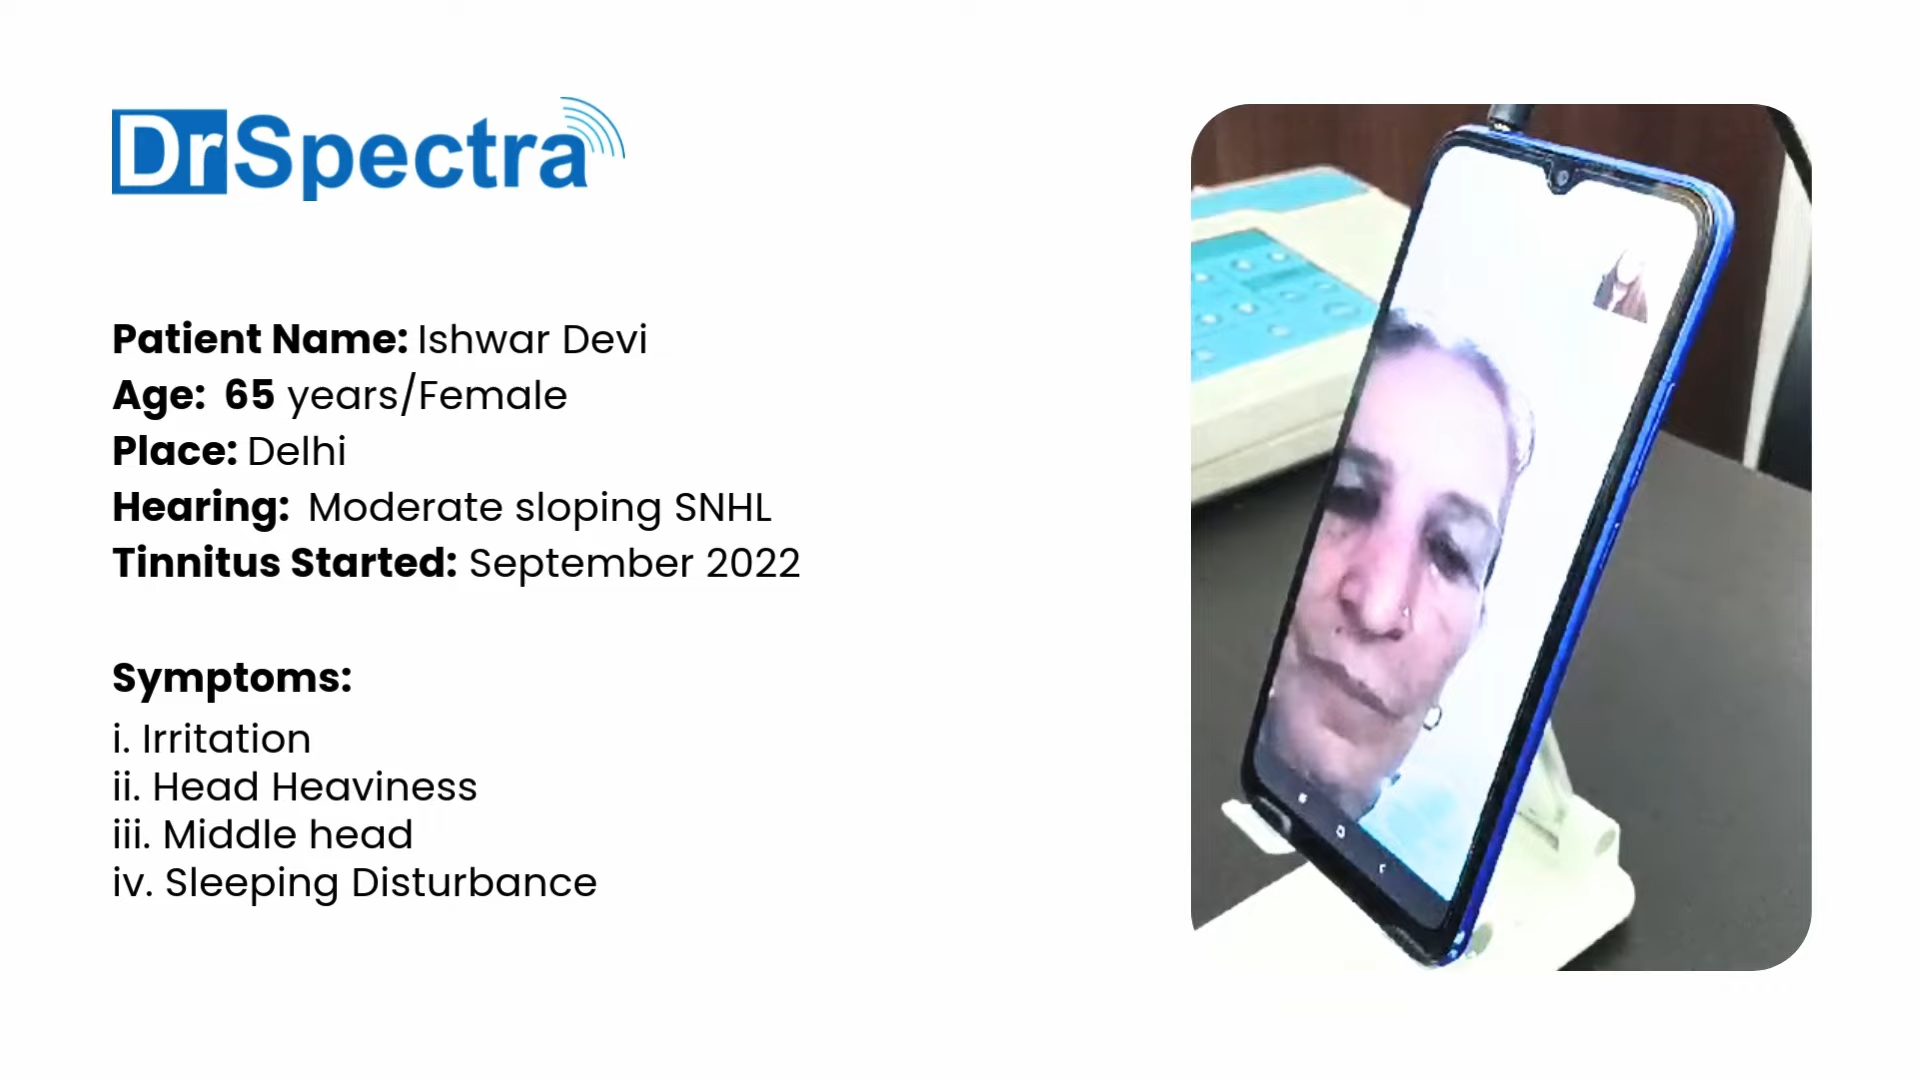 DrSpectra
Patient Name: Ishwar Devi
Age: 65 years/Female
Place: Delhi
Hearing: Moderate sloping SNHL
Tinnitus Started: September 2022
Symptoms:
i. Irritation
ii. Head Heaviness
iii. Middle head
iv. Sleeping Disturbance